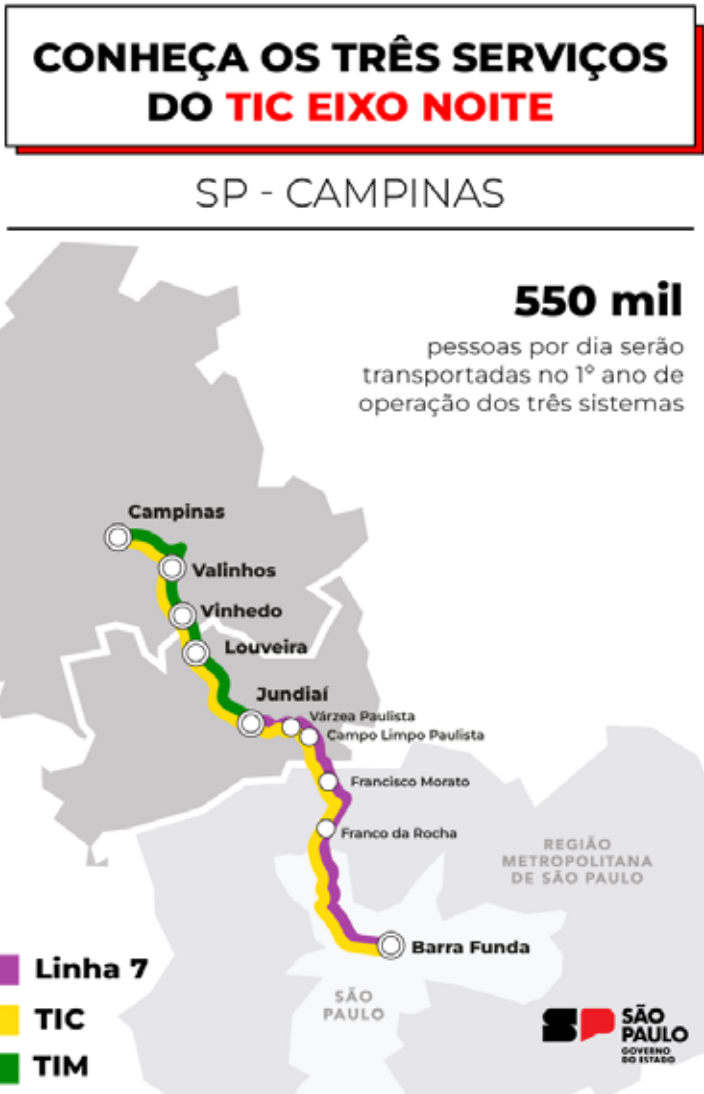 CONHEÇA OS TRÊS SERVIÇOS
DO TIC EIXO NOITE
SP - CAMPINAS
550 mil
pessoas por dia serão
transportadas no 1º ano de
operação dos três sistemas
Campinas
Valinhos
Vinhedo
Louveira
Jundiaí
Várzea Paulista
Campo Limpo Paulista
Francisco Morato
Franco da Rocha
REGIÃO
METROPOLITANA
DE SÃO PAULO
Barra Funda
Linha 7
SÃO
PAULO
TIC
TIM
SP
SÃO
PAULO
GOVERNO
DO ESTADO